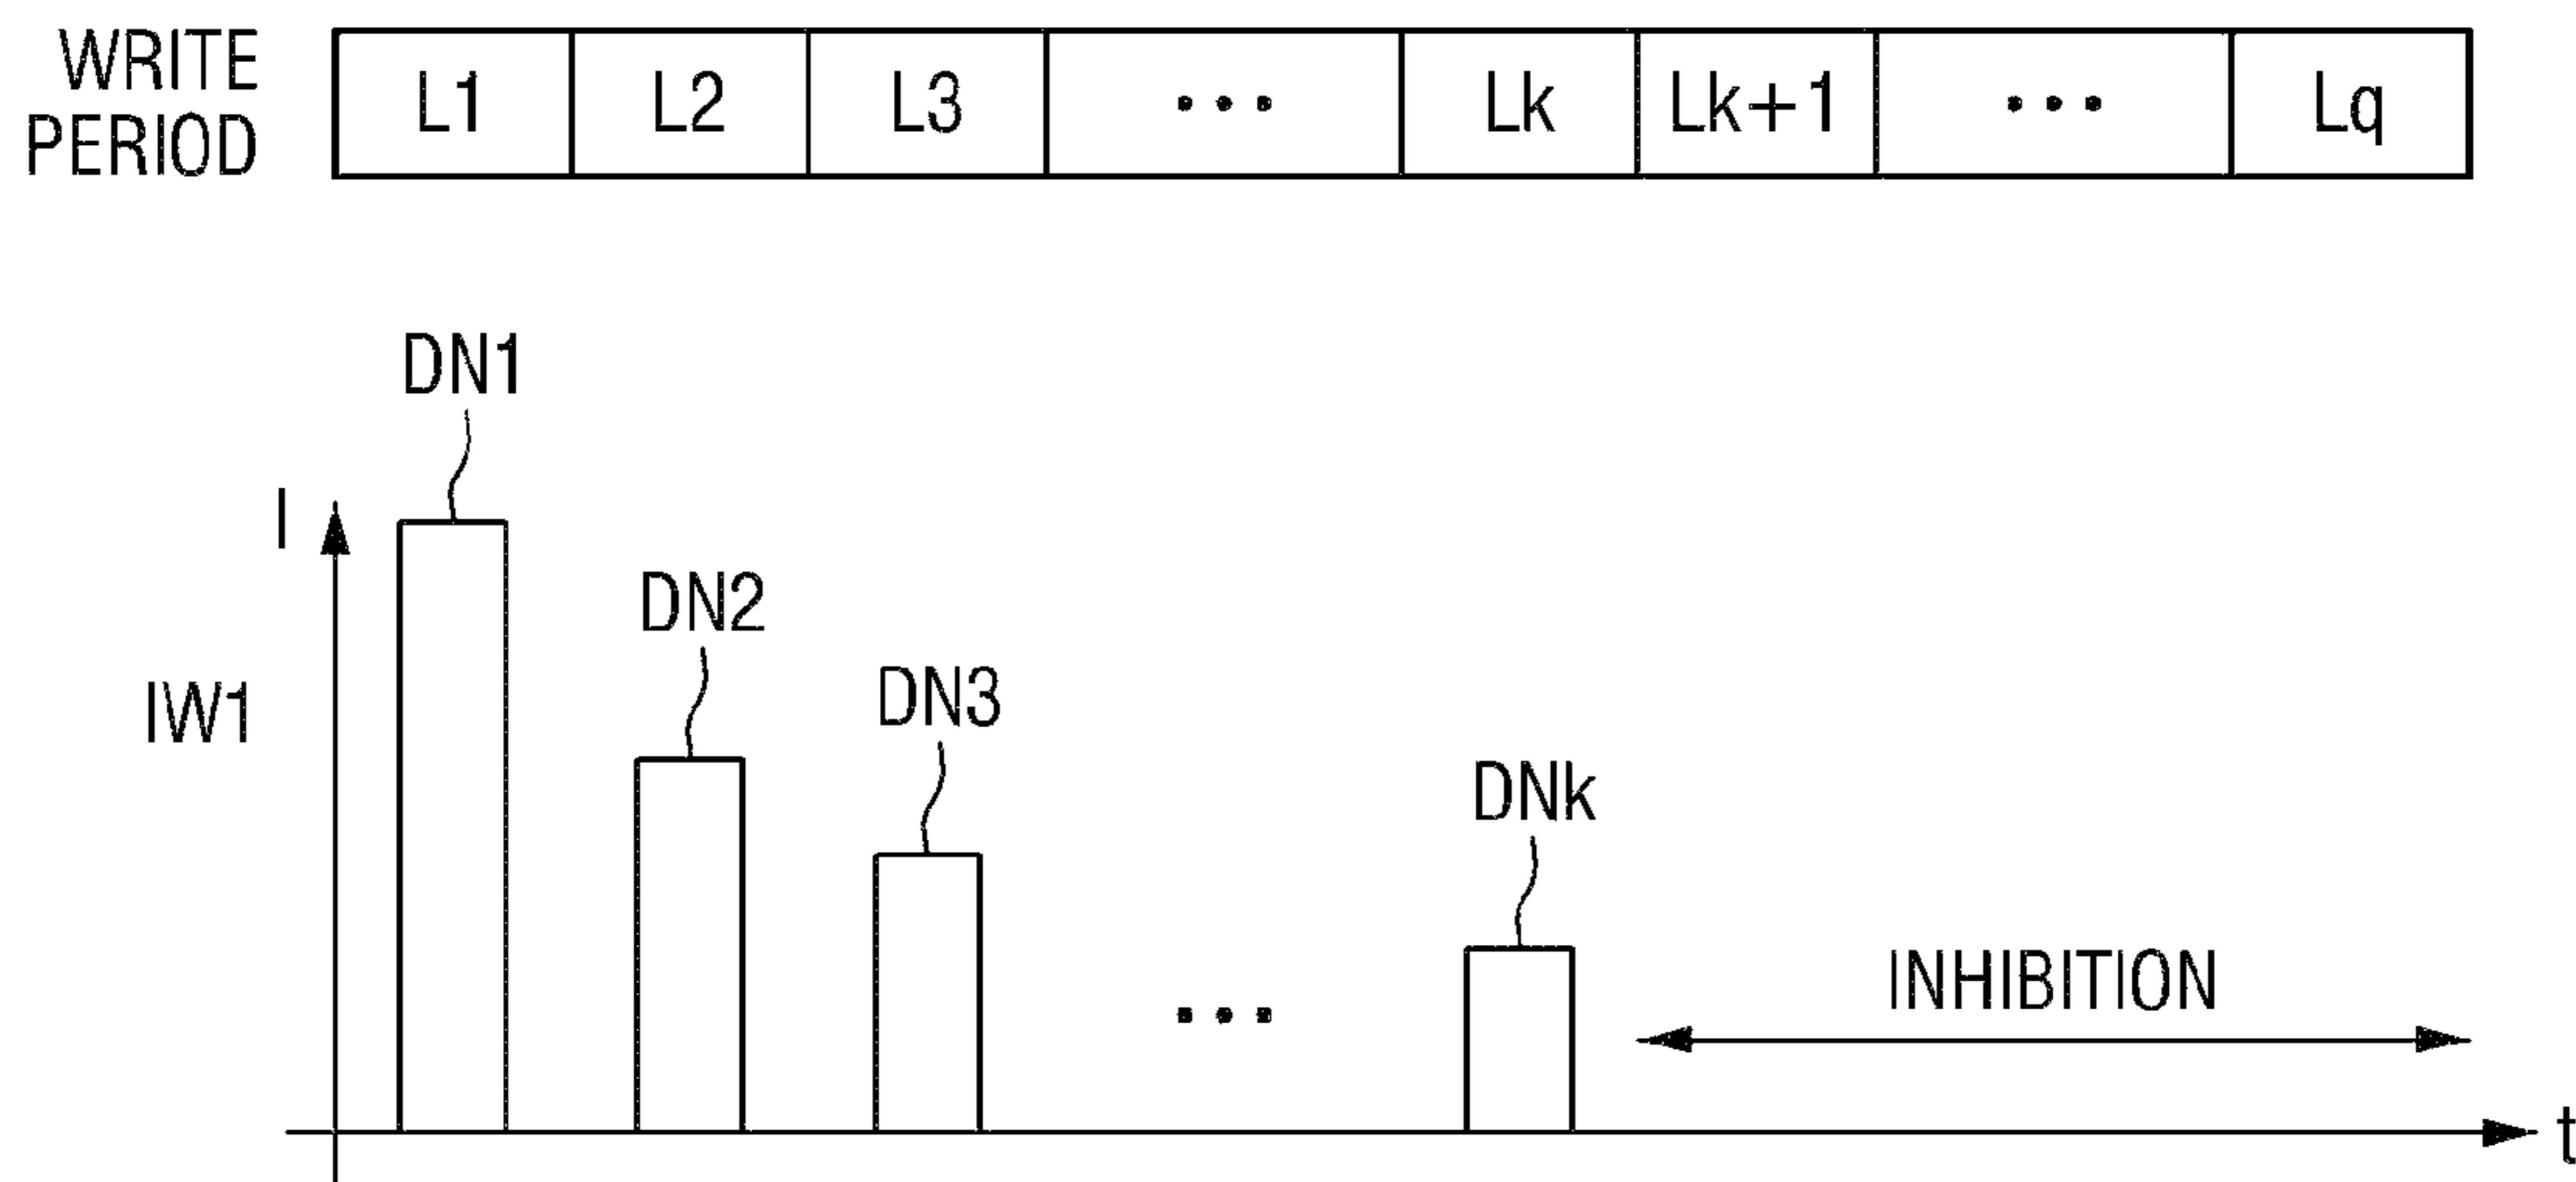 WRITE
PERIOD
L1 L2 L3 ... Lk Lk+1 ... Lq
DN1
I
DN2
DN3
IW1
DNk
INHIBITION
...
t